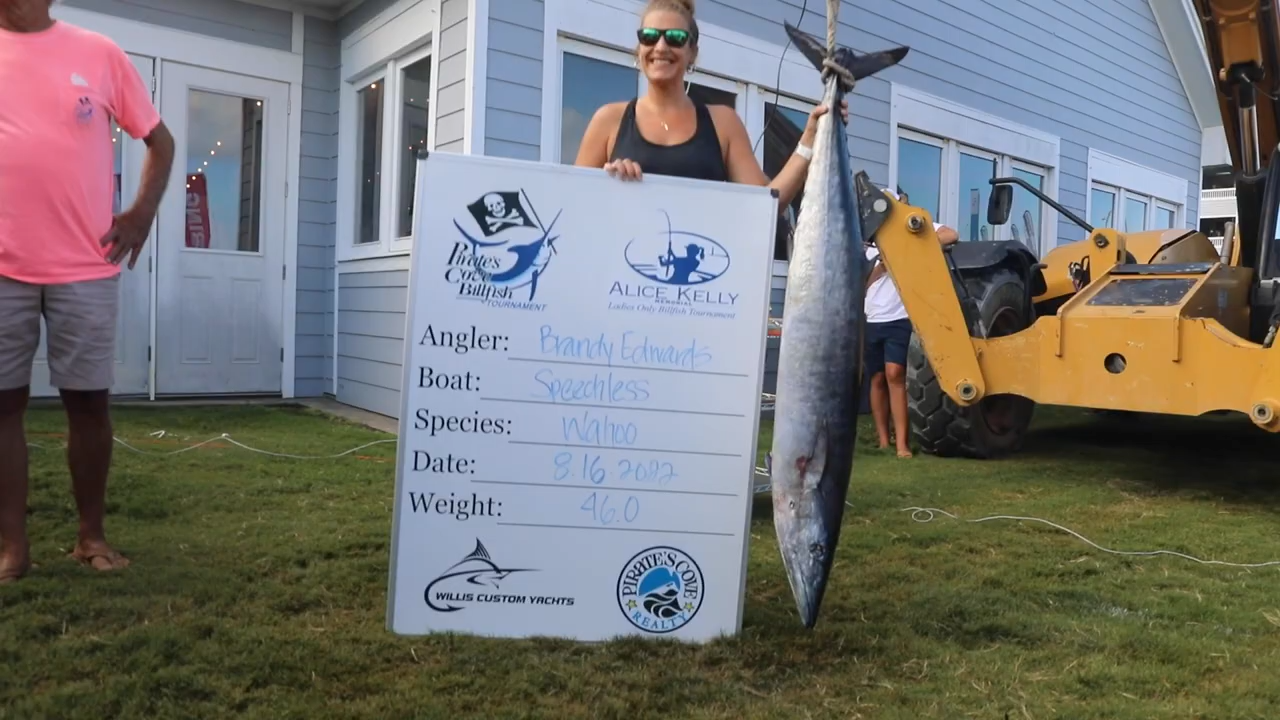 Pirate's
Cove
Billfish
TOURNAMENT
ALICE KELLY
MEMORIAL
Ladies Only Billfish Tournament
Angler: Brandy Edwards
Boat: Speechless
Species: Wahoo
Date: 8.16.2022
Weight: 46.0
WILLIS CUSTOM YACHTS
PIRATE'S COVE
REALTY